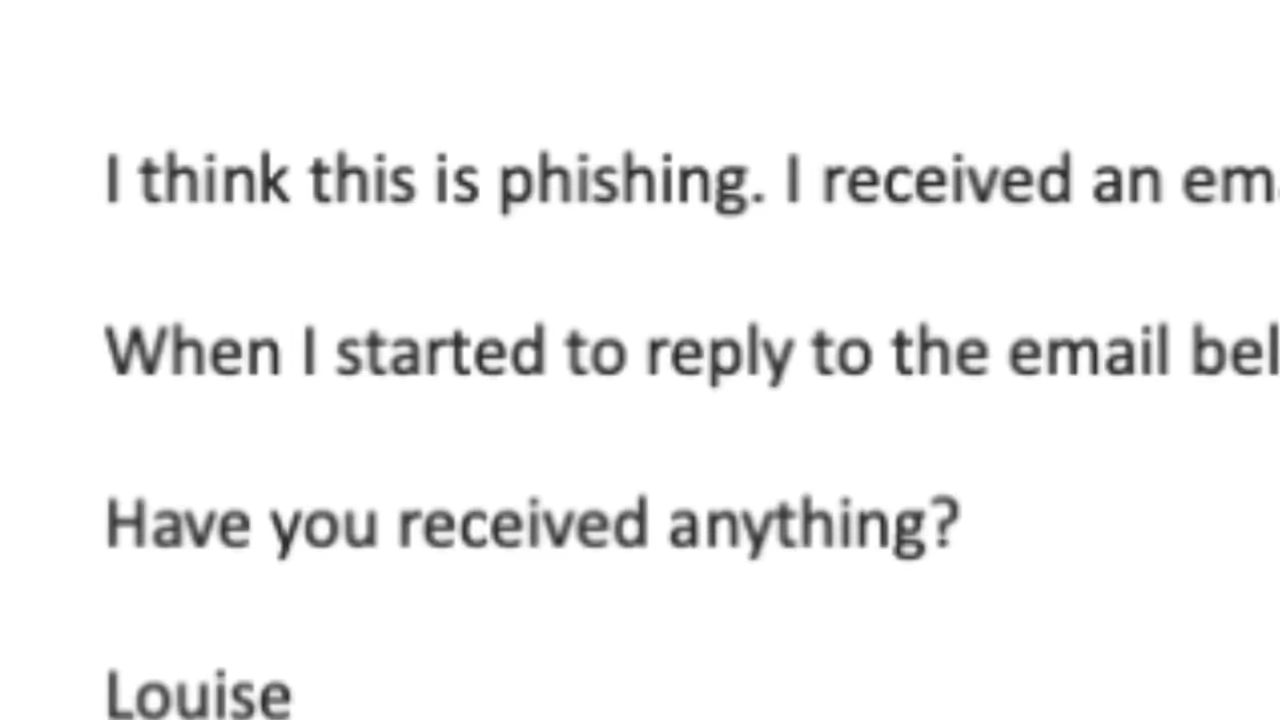 I think this is phishing. I received an
When I started to reply to the email
Have you received anything?
Louise